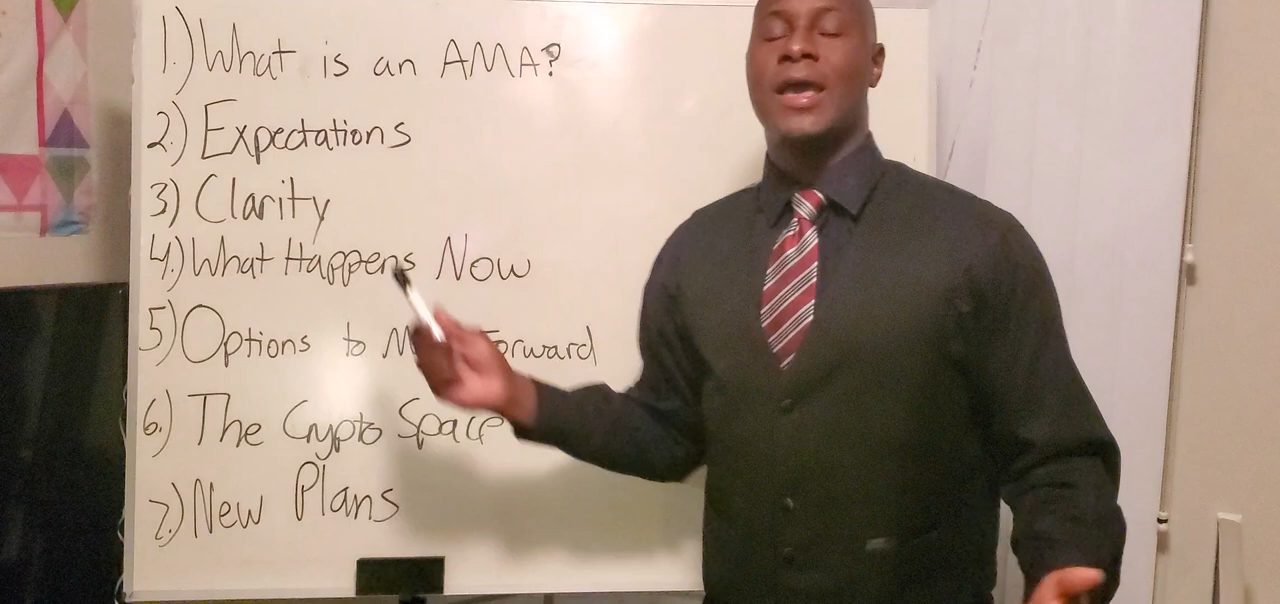 1.) What is an AMA?
2.) Expectations
3) Clarity
4.) What Happens Now
5) Options to Forward
6.) The Crypto Space
7.) New Plans